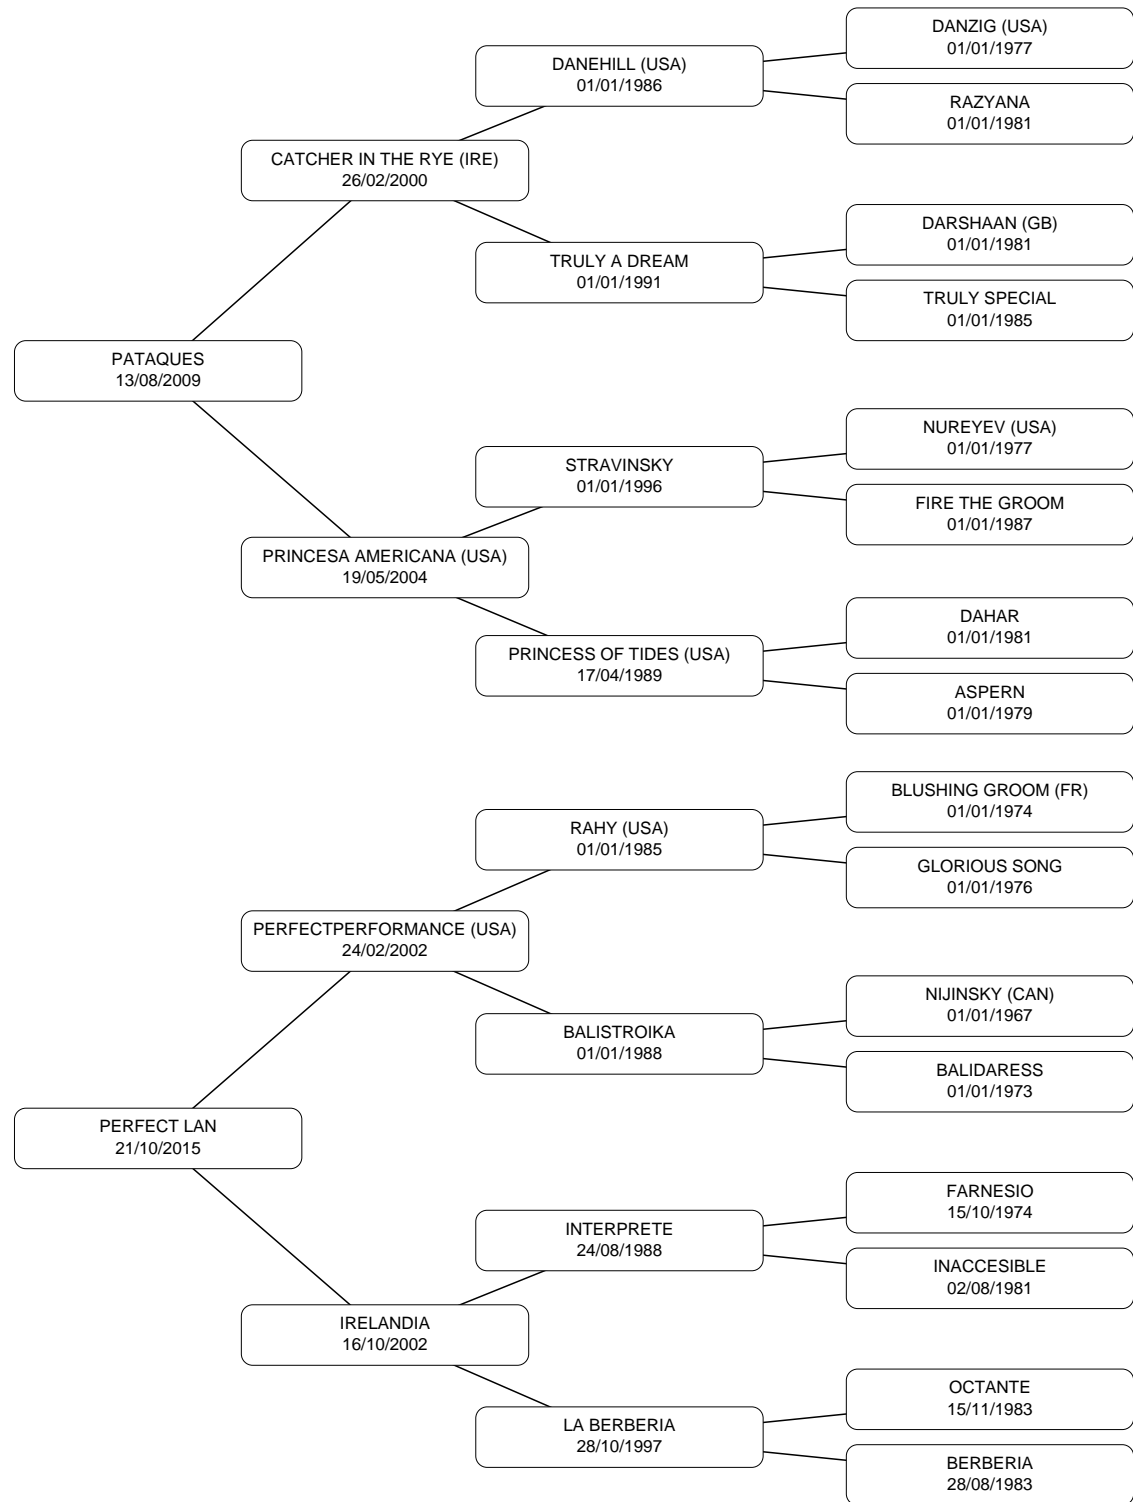 DANZIG (USA)
01/01/1977
DANEHILL (USA)
01/01/1986
RAZYANA
01/01/1981
CATCHER IN THE RYE (IRE)
26/02/2000
DARSHAAN (GB)
01/01/1981
TRULY A DREAM
01/01/1991
TRULY SPECIAL
01/01/1985
PATAQUES
13/08/2009
NUREYEV (USA)
01/01/1977
STRAVINSKY
01/01/1996
FIRE THE GROOM
01/01/1987
PRINCESA AMERICANA (USA)
19/05/2004
DAHAR
01/01/1981
PRINCESS OF TIDES (USA)
17/04/1989
ASPERN
01/01/1979
BLUSHING GROOM (FR)
01/01/1974
RAHY (USA)
01/01/1985
GLORIOUS SONG
01/01/1976
PERFECTPERFORMANCE (USA)
24/02/2002
NIJINSKY (CAN)
01/01/1967
BALISTROIKA
01/01/1988
BALIDARESS
01/01/1973
PERFECT LAN
21/10/2015
FARNESIO
15/10/1974
INTERPRETE
24/08/1988
INACCESIBLE
02/08/1981
IRELANDIA
16/10/2002
OCTANTE
15/11/1983
LA BERBERIA
28/10/1997
BERBERIA
28/08/1983